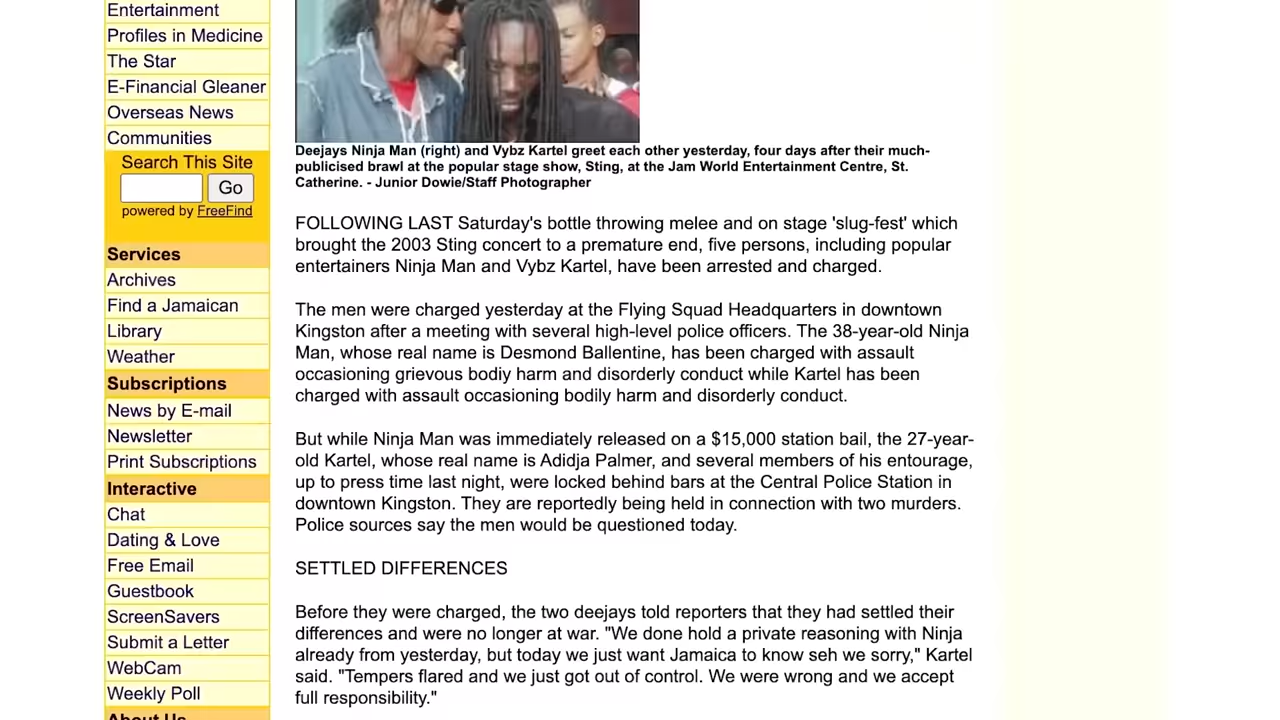 Entertainment
Profiles in Medicine
The Star
E-Financial Gleaner
Overseas News
Communities
Search This Site
Go
powered by FreeFind
Services
Archives
Find a Jamaican
Library
Weather
Subscriptions
News by E-mail
Newsletter
Print Subscriptions
Interactive
Chat
Dating & Love
Free Email
Guestbook
ScreenSavers
Submit a Letter
WebCam
Weekly Poll
About Us
Deejays Ninja Man (right) and Vybz Kartel greet each other yesterday, four days after their much-
publicised brawl at the popular stage show, Sting, at the Jam World Entertainment Centre, St.
Catherine. - Junior Dowie/Staff Photographer
FOLLOWING LAST Saturday's bottle throwing melee and on stage 'slug-fest' which
brought the 2003 Sting concert to a premature end, five persons, including popular
entertainers Ninja Man and Vybz Kartel, have been arrested and charged.
The men were charged yesterday at the Flying Squad Headquarters in downtown
Kingston after a meeting with several high-level police officers. The 38-year-old Ninja
Man, whose real name is Desmond Ballentine, has been charged with assault
occasioning grievous bodiy harm and disorderly conduct while Kartel has been
charged with assault occasioning bodily harm and disorderly conduct.
But while Ninja Man was immediately released on a $15,000 station bail, the 27-year-
old Kartel, whose real name is Adidja Palmer, and several members of his entourage,
up to press time last night, were locked behind bars at the Central Police Station in
downtown Kingston. They are reportedly being held in connection with two murders.
Police sources say the men would be questioned today.
SETTLED DIFFERENCES
Before they were charged, the two deejays told reporters that they had settled their
differences and were no longer at war. "We done hold a private reasoning with Ninja
already from yesterday, but today we just want Jamaica to know seh we sorry," Kartel
said. "Tempers flared and we just got out of control. We were wrong and we accept
full responsibility."